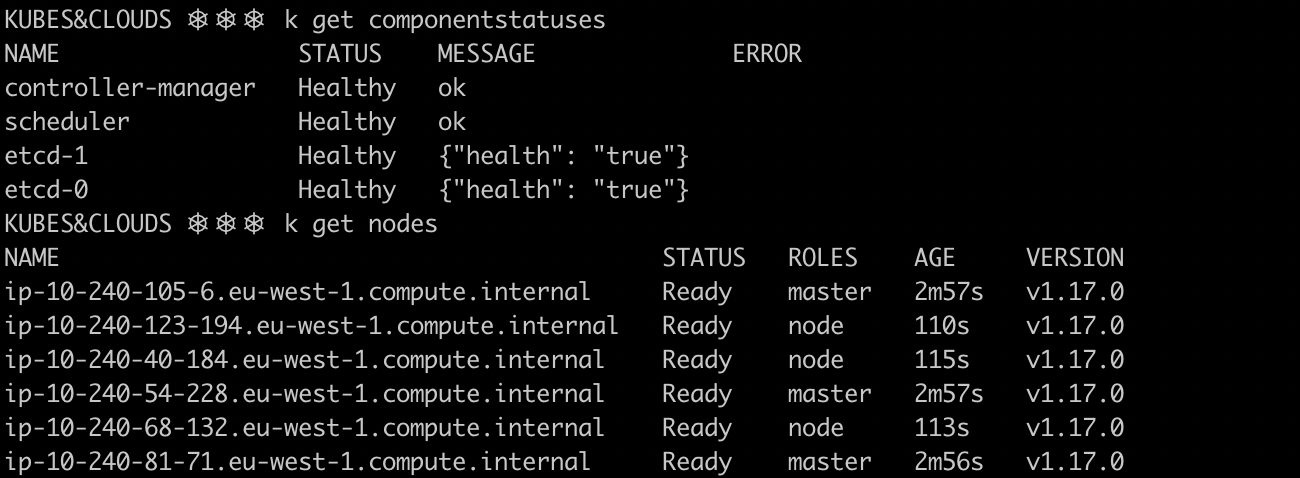 KUBES&CLOUDS ⎈⎈⎈ k get componentstatuses
NAME                 STATUS    MESSAGE              ERROR
controller-manager   Healthy   ok
scheduler            Healthy   ok
etcd-1               Healthy   {"health": "true"}
etcd-0               Healthy   {"health": "true"}
KUBES&CLOUDS ⎈⎈⎈ k get nodes
NAME                                           STATUS   ROLES    AGE     VERSION
ip-10-240-105-6.eu-west-1.compute.internal     Ready    master   2m57s   v1.17.0
ip-10-240-123-194.eu-west-1.compute.internal   Ready    node     110s    v1.17.0
ip-10-240-40-184.eu-west-1.compute.internal    Ready    node     115s    v1.17.0
ip-10-240-54-228.eu-west-1.compute.internal    Ready    master   2m57s   v1.17.0
ip-10-240-68-132.eu-west-1.compute.internal    Ready    node     113s    v1.17.0
ip-10-240-81-71.eu-west-1.compute.internal     Ready    master   2m56s   v1.17.0